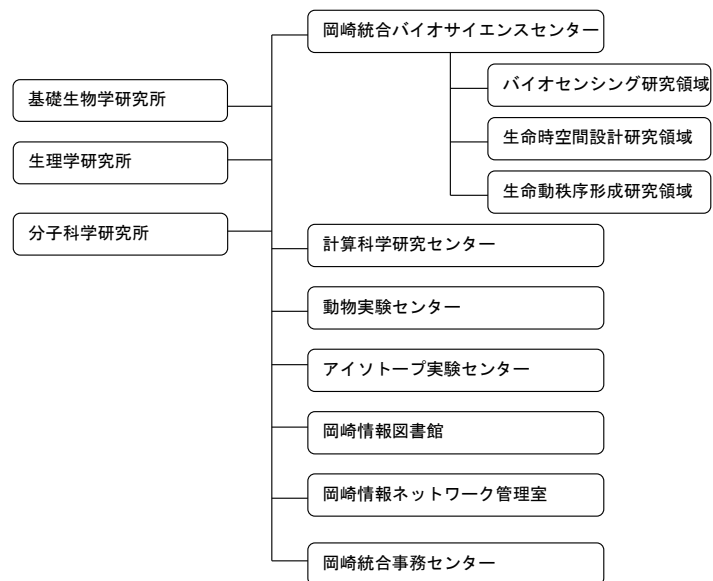 基礎生物学研究所
生理学研究所
分子科学研究所
岡崎統合バイオサイエンスセンター
バイオセンシング研究領域
生命時空間設計研究領域
生命動秩序形成研究領域
計算科学研究センター
動物実験センター
アイソトープ実験センター
岡崎情報図書館
岡崎情報ネットワーク管理室
岡崎統合事務センター